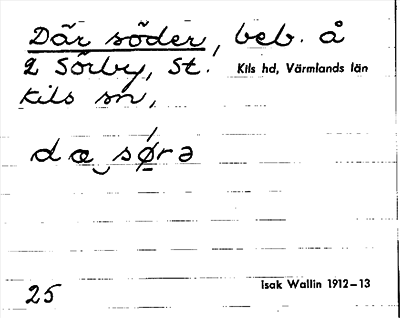 Där söder, beb. å
2 Sörby, St. Kils hd, Värmlands län
Kils sn,
dæ‿sǿ̱rə
25 Isak Wallin 1912–13